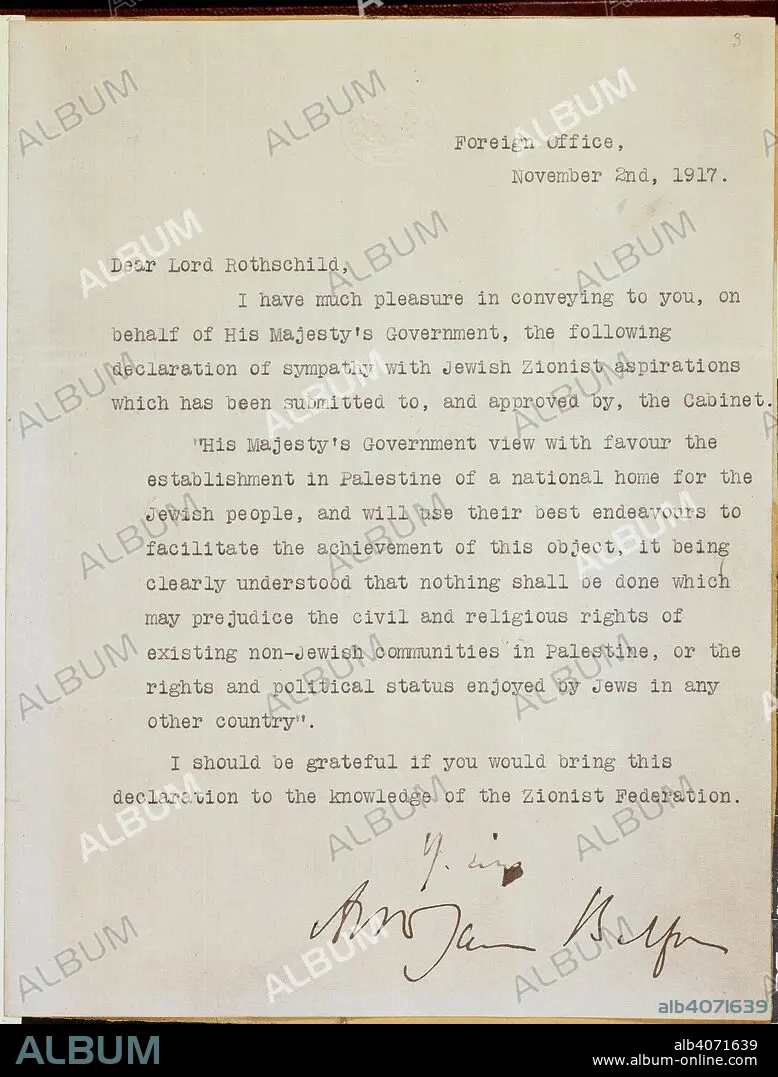 3
Foreign Office,
November 2nd, 1917.
Dear Lord Rothschild,
I have much pleasure in conveying to you, on
behalf of His Majesty's Government, the following
declaration of sympathy with Jewish Zionist aspirations
which has been submitted to, and approved by, the Cabinet.
"His Majesty's Government view with favour the
establishment in Palestine of a national home for the
Jewish people, and will use their best endeavours to
facilitate the achievement of this object, it being
clearly understood that nothing shall be done which
may prejudice the civil and religious rights of
existing non-Jewish communities in Palestine, or the
rights and political status enjoyed by Jews in any
other country".
I should be grateful if you would bring this
declaration to the knowledge of the Zionist Federation.
Balfour
alb4071639
ALBUM
alb4071639
www.album-online.com